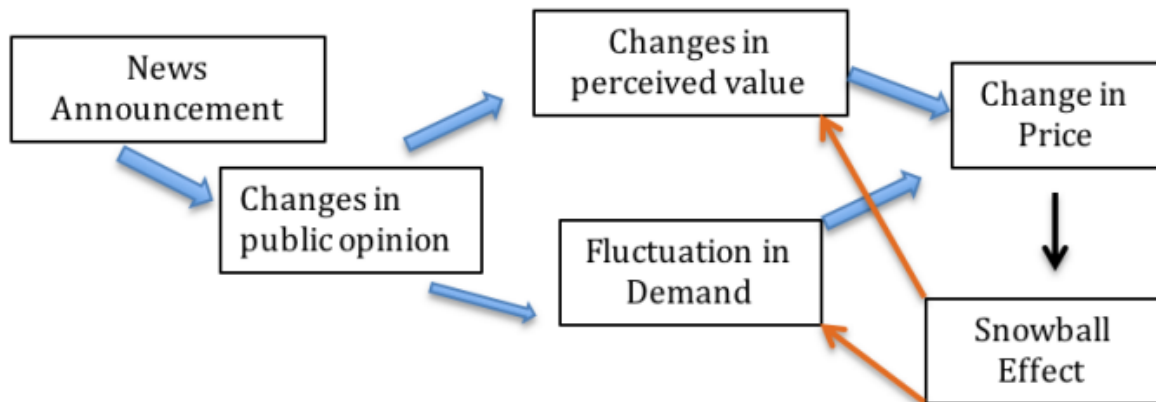 News
Announcement
Changes in
public opinion
Changes in
perceived value
Fluctuation in
Demand
Change in
Price
Snowball
Effect